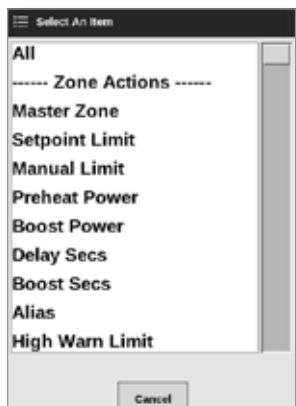 Select An Item
All
------ Zone Actions ------
Master Zone
Setpoint Limit
Manual Limit
Preheat Power
Boost Power
Delay Secs
Boost Secs
Alias
High Warn Limit
Cancel